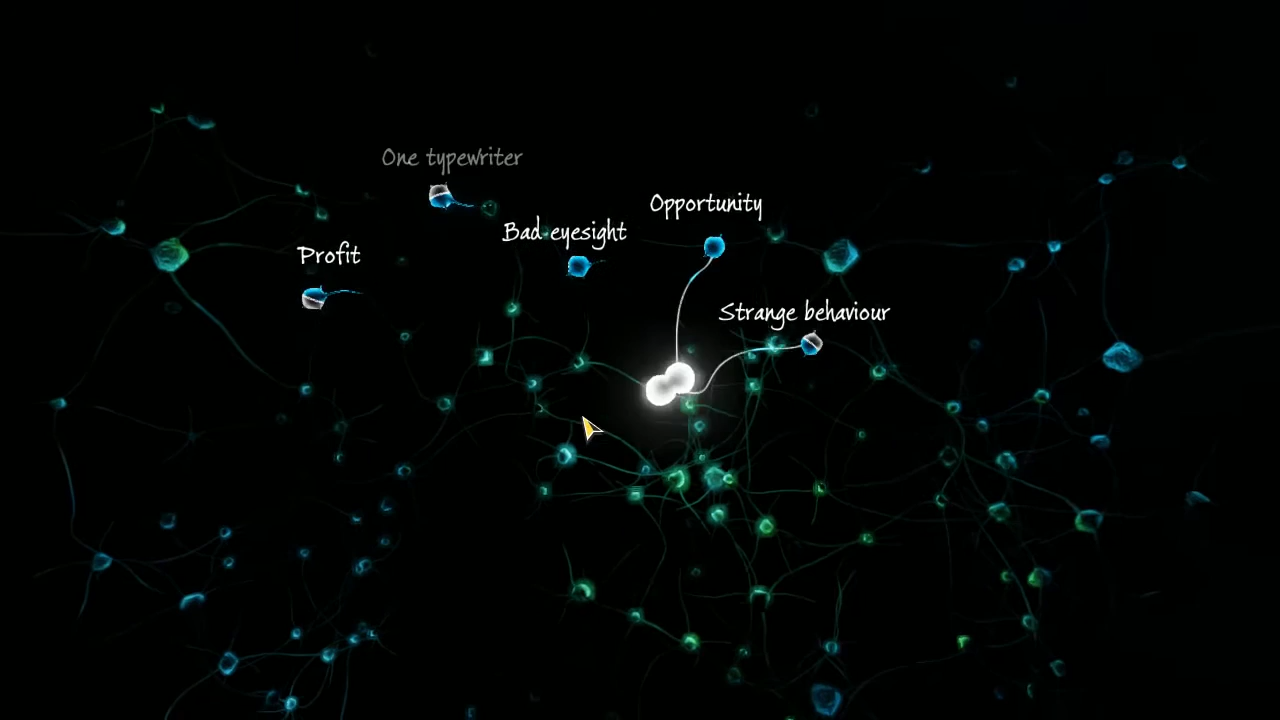 One typewriter
Opportunity
Bad eyesight
Profit
Strange behaviour